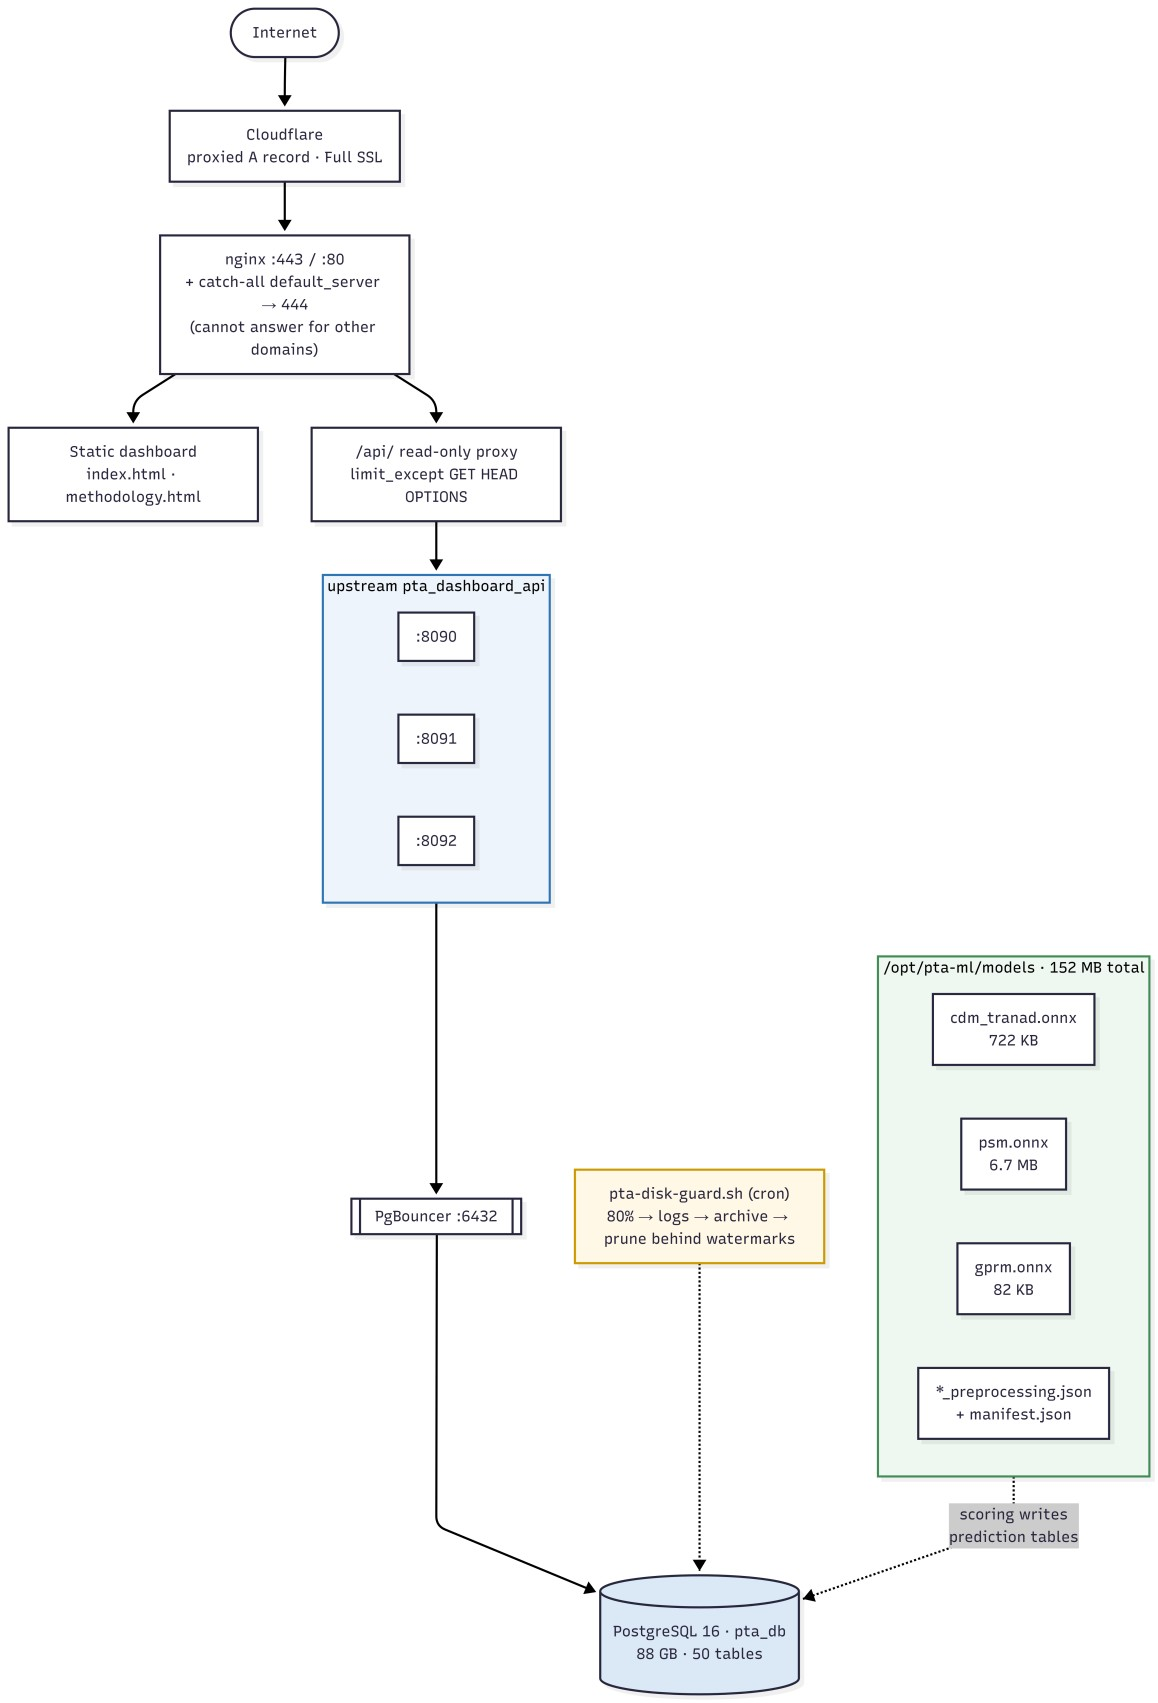 Internet
Cloudflare
proxied A record · Full SSL
nginx :443 / :80
+ catch-all default_server
→ 444
(cannot answer for other
domains)
Static dashboard
index.html ·
methodology.html
/api/ read-only proxy
limit_except GET HEAD
OPTIONS
upstream pta_dashboard_api
:8090
:8091
:8092
/opt/pta-ml/models · 152 MB total
cdm_tranad.onnx
722 KB
psm.onnx
6.7 MB
gprm.onnx
82 KB
*_preprocessing.json
+ manifest.json
PgBouncer :6432
pta-disk-guard.sh (cron)
80% → logs → archive →
prune behind watermarks
scoring writes
prediction tables
PostgreSQL 16 · pta_db
88 GB · 50 tables